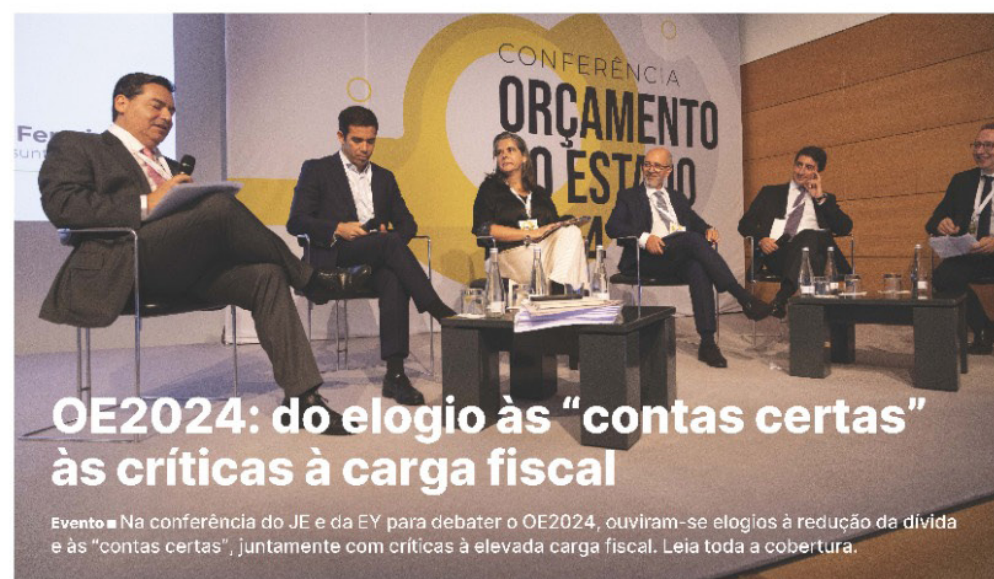 CONFERÊNCIA
ORÇAMENTO
ESTADO
OE2024: do elogio às “contas certas”
às críticas à carga fiscal
Evento ■ Na conferência do JE e da EY para debater o OE2024, ouviram-se elogios à redução da dívida
e às “contas certas”, juntamente com críticas à elevada carga fiscal. Leia toda a cobertura.